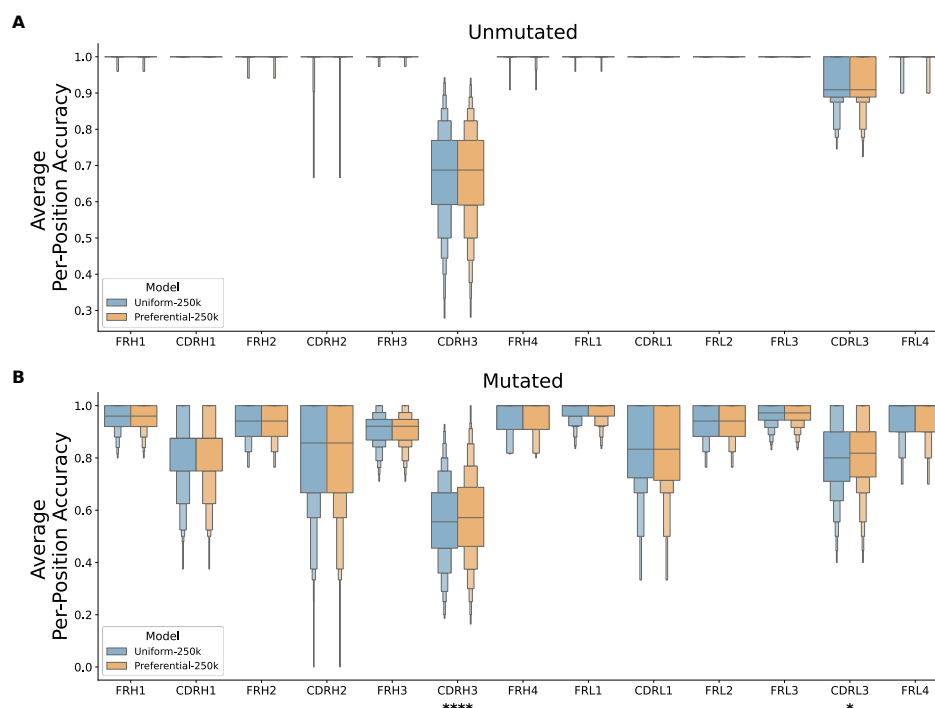 A
Unmutated
Average
Per-Position Accuracy
1.0
0.9
0.8
0.7
0.6
0.5
0.4
0.3
Model
Uniform-250k
Preferential-250k
FRH1 CDRH1 FRH2 CDRH2 FRH3 CDRH3 FRH4 FRL1 CDRL1 FRL2 FRL3 CDRL3 FRL4
B
Mutated
Average
Per-Position Accuracy
1.0
0.8
0.6
0.4
0.2
0.0
Model
Uniform-250k
Preferential-250k
FRH1 CDRH1 FRH2 CDRH2 FRH3 CDRH3 FRH4 FRL1 CDRL1 FRL2 FRL3 CDRL3 FRL4
**** *